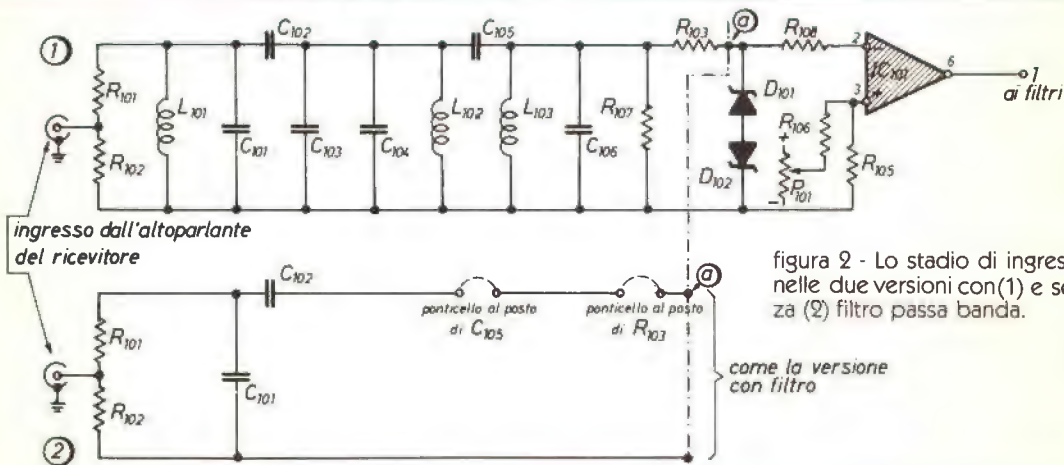 ①
R101
R102
L101
C102
C101
C103
C104
C105
L102
L103
C106
R107
R103
ⓐ
D101
D102
R108
2
3
6
IC101
R106
P101
R105
+
-
+
1
ai filtri
ingresso dall'altoparlante
del ricevitore
②
R101
R102
C101
C102
ponticello al posto
di C105
ponticello al posto
di R103
ⓐ
come la versione
con filtro
figura 2 - Lo stadio di ingres
nelle due versioni con(1) e se
za (2) filtro passa banda.